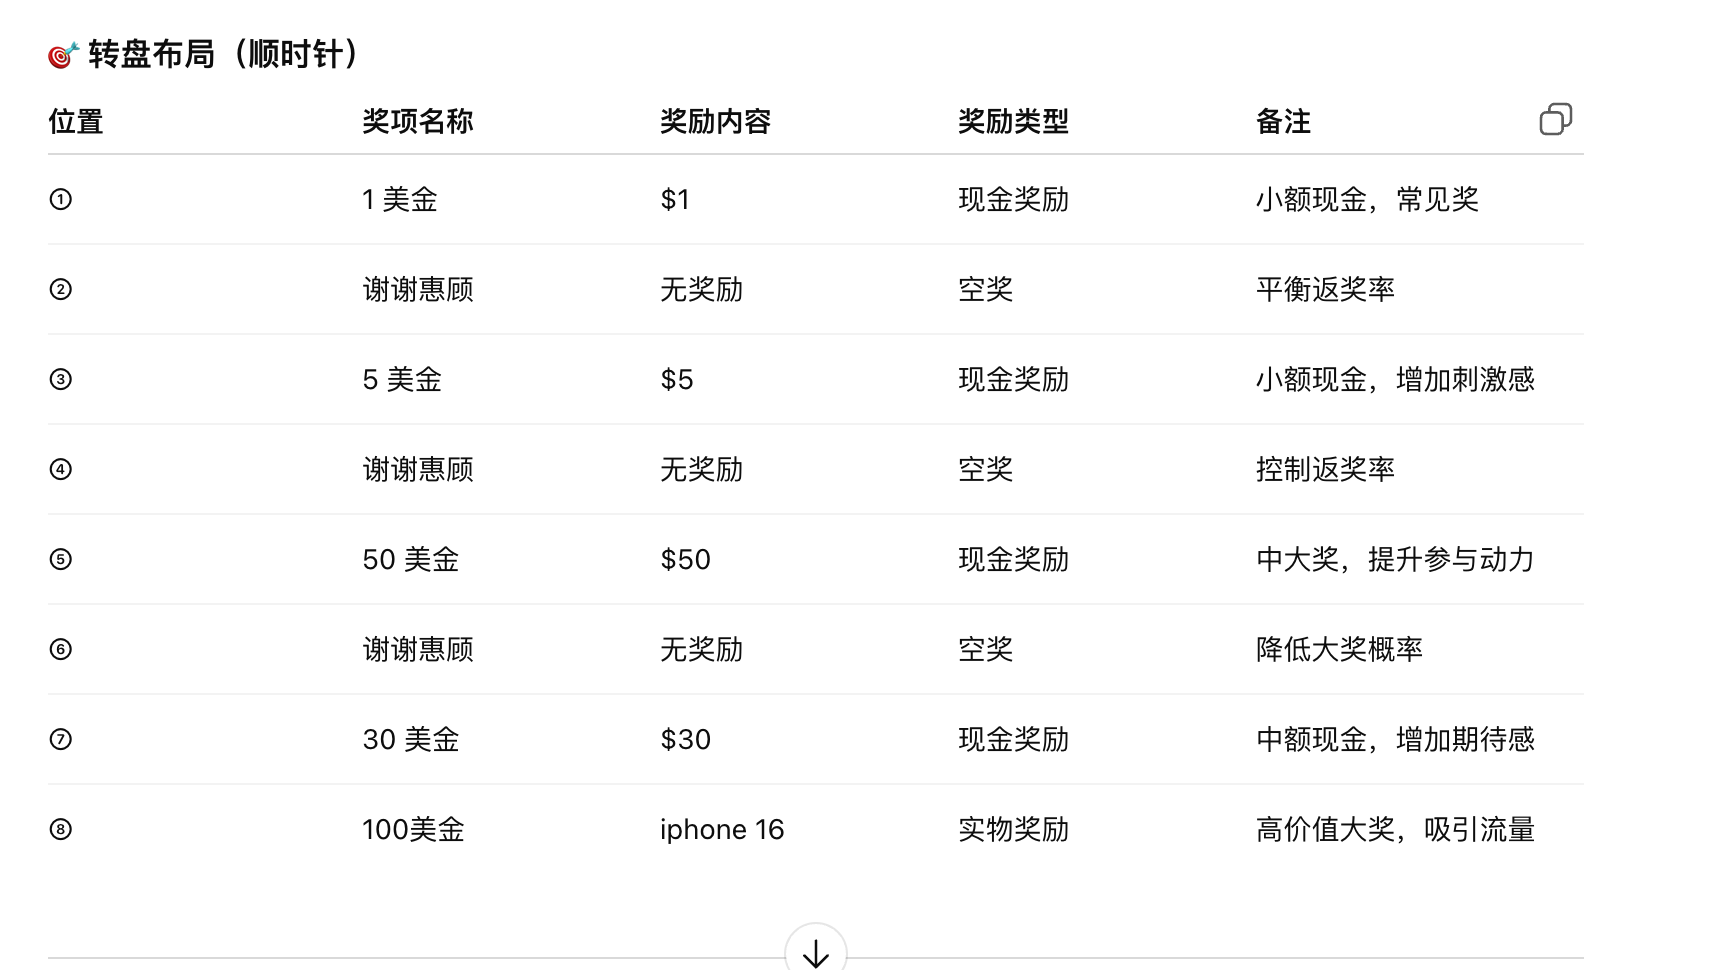 🎯 转盘布局（顺时针）
位置 奖项名称 奖励内容 奖励类型 备注
① 1 美金 $1 现金奖励 小额现金，常见奖
② 谢谢惠顾 无奖励 空奖 平衡返奖率
③ 5 美金 $5 现金奖励 小额现金，增加刺激感
④ 谢谢惠顾 无奖励 空奖 控制返奖率
⑤ 50 美金 $50 现金奖励 中大奖，提升参与动力
⑥ 谢谢惠顾 无奖励 空奖 降低大奖概率
⑦ 30 美金 $30 现金奖励 中额现金，增加期待感
⑧ 100美金 iphone 16 实物奖励 高价值大奖，吸引流量